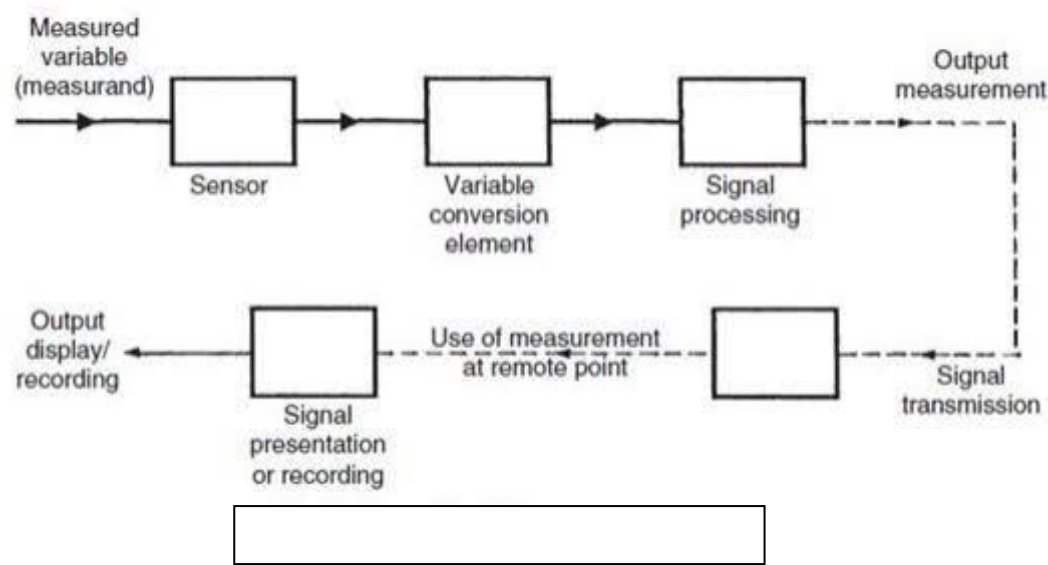 Measured
variable
(measurand)
Sensor
Variable
conversion
element
Signal
processing
Output
measurement
Output
display/
recording
Signal
presentation
or recording
Use of measurement
at remote point
Signal
transmission